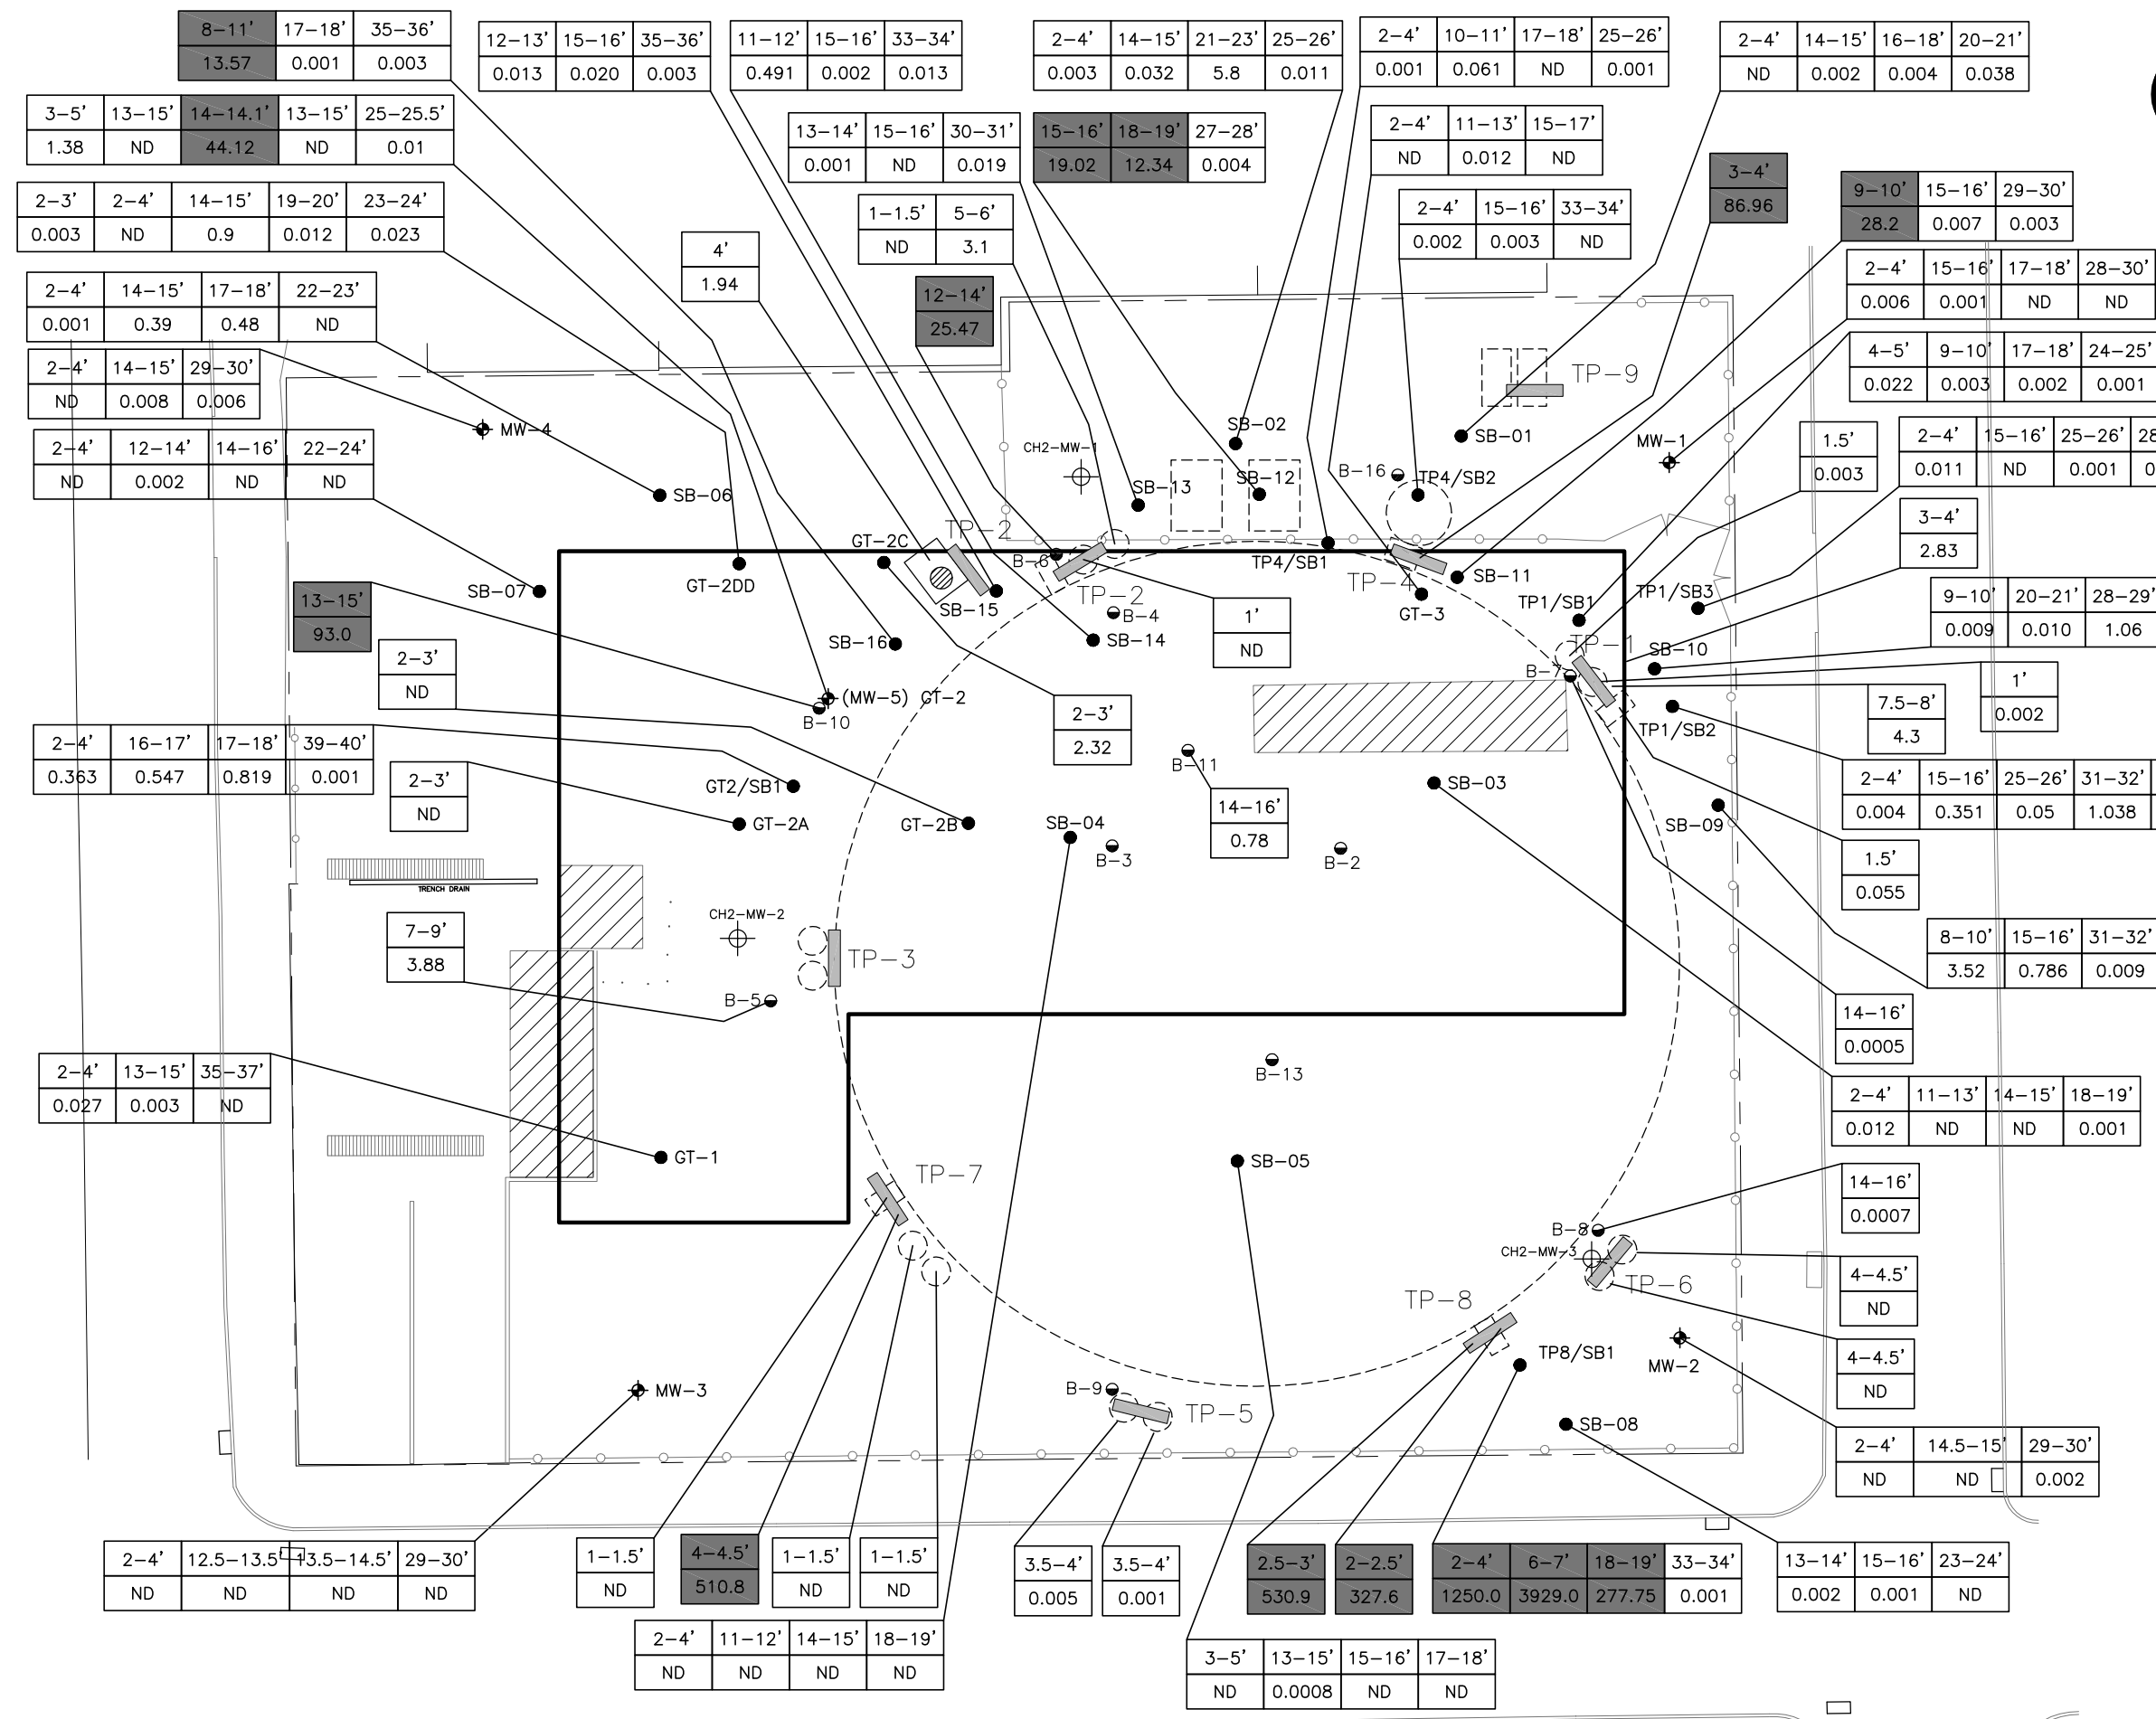 8-11' 17-18' 35-36'
13.57 0.001 0.003
12-13' 15-16' 35-36'
0.013 0.020 0.003
11-12' 15-16' 33-34'
0.491 0.002 0.013
2-4' 14-15' 21-23' 25-26'
0.003 0.032 5.8 0.011
2-4' 10-11' 17-18' 25-26'
0.001 0.061 ND 0.001
2-4' 14-15' 16-18' 20-21'
ND 0.002 0.004 0.038
3-5' 13-15' 14-14.1' 13-15' 25-25.5'
1.38 ND 44.12 ND 0.01
13-14' 15-16' 30-31'
0.001 ND 0.019
15-16' 18-19' 27-28'
19.02 12.34 0.004
2-4' 11-13' 15-17'
ND 0.012 ND
3-4'
86.96
9-10' 15-16' 29-30'
28.2 0.007 0.003
2-3' 2-4' 14-15' 19-20' 23-24'
0.003 ND 0.9 0.012 0.023
1-1.5' 5-6'
ND 3.1
2-4' 15-16' 33-34'
0.002 0.003 ND
4'
1.94
2-4' 15-16' 17-18' 28-30'
0.006 0.001 ND ND
2-4' 14-15' 17-18' 22-23'
0.001 0.39 0.48 ND
12-14'
25.47
4-5' 9-10' 17-18' 24-25'
0.022 0.003 0.002 0.001
2-4' 14-15' 29-30'
ND 0.008 0.006
TP-9
2-4' 12-14' 14-16' 22-24'
ND 0.002 ND ND
MW-4
CH2-MW-1
SB-02
SB-01
MW-1
1.5'
0.003
2-4' 15-16' 25-26' 28
0.011 ND 0.001 0
SB-06
SB-13
SB-12
B-16
TP4/SB2
3-4'
2.83
GT-2C
TP-2
B-6
TP4/SB1
TP-4
SB-11
SB-07
GT-2DD
SB-15
TP-2
B-4
GT-3
TP1/SB1
TP1/SB3
9-10' 20-21' 28-29'
0.009 0.010 1.06
13-15'
93.0
1'
ND
SB-16
SB-14
TP-1
SB-10
B-7
2-3'
ND
1'
0.002
(MW-5) GT-2
B-10
7.5-8'
4.3
2-3'
2.32
TP1/SB2
2-4' 16-17' 17-18' 39-40'
0.363 0.547 0.819 0.001
B-11
GT2/SB1
SB-03
2-4' 15-16' 25-26' 31-32'
0.004 0.351 0.05 1.038
2-3'
ND
14-16'
0.78
GT-2A
GT-2B
SB-04
SB-09
B-3
B-2
TRENCH DRAIN
1.5'
0.055
7-9'
3.88
CH2-MW-2
TP-3
8-10' 15-16' 31-32'
3.52 0.786 0.009
B-5
14-16'
0.0005
2-4' 13-15' 35-37'
0.027 0.003 ND
B-13
2-4' 11-13' 14-15' 18-19'
0.012 ND ND 0.001
GT-1
SB-05
TP-7
14-16'
0.0007
B-8
CH2-MW-3
TP-6
4-4.5'
ND
TP-8
4-4.5'
ND
TP8/SB1
MW-2
MW-3
B-9
TP-5
SB-08
2-4' 14.5-15' 29-30'
ND ND 0.002
2-4' 12.5-13.5' 13.5-14.5' 29-30'
ND ND ND ND
1-1.5'
ND
4-4.5'
510.8
1-1.5'
ND
1-1.5'
ND
3.5-4'
0.005
3.5-4'
0.001
2.5-3'
530.9
2-2.5'
327.6
2-4' 6-7' 18-19' 33-34'
1250.0 3929.0 277.75 0.001
13-14' 15-16' 23-24'
0.002 0.001 ND
2-4' 11-12' 14-15' 18-19'
ND ND ND ND
3-5' 13-15' 15-16' 17-18'
ND 0.0008 ND ND